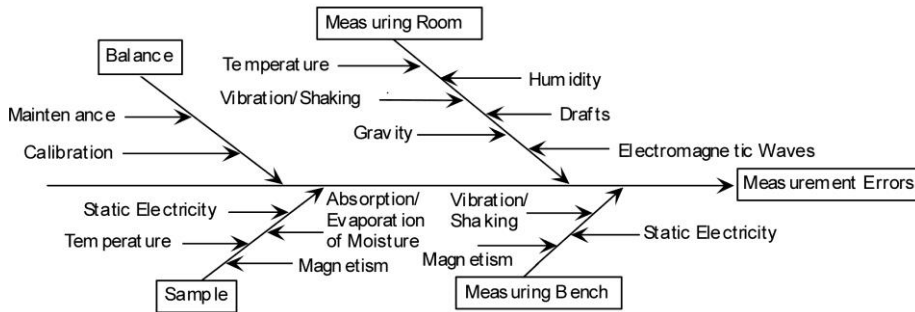 Measuring Room
Balance
Temperature
Humidity
Vibration/Shaking
Maintenance
Drafts
Gravity
Calibration
Electromagnetic Waves
Measurement Errors
Static Electricity
Absorption/
Evaporation
of Moisture
Vibration/
Shaking
Static Electricity
Temperature
Magnetism
Magnetism
Sample
Measuring Bench